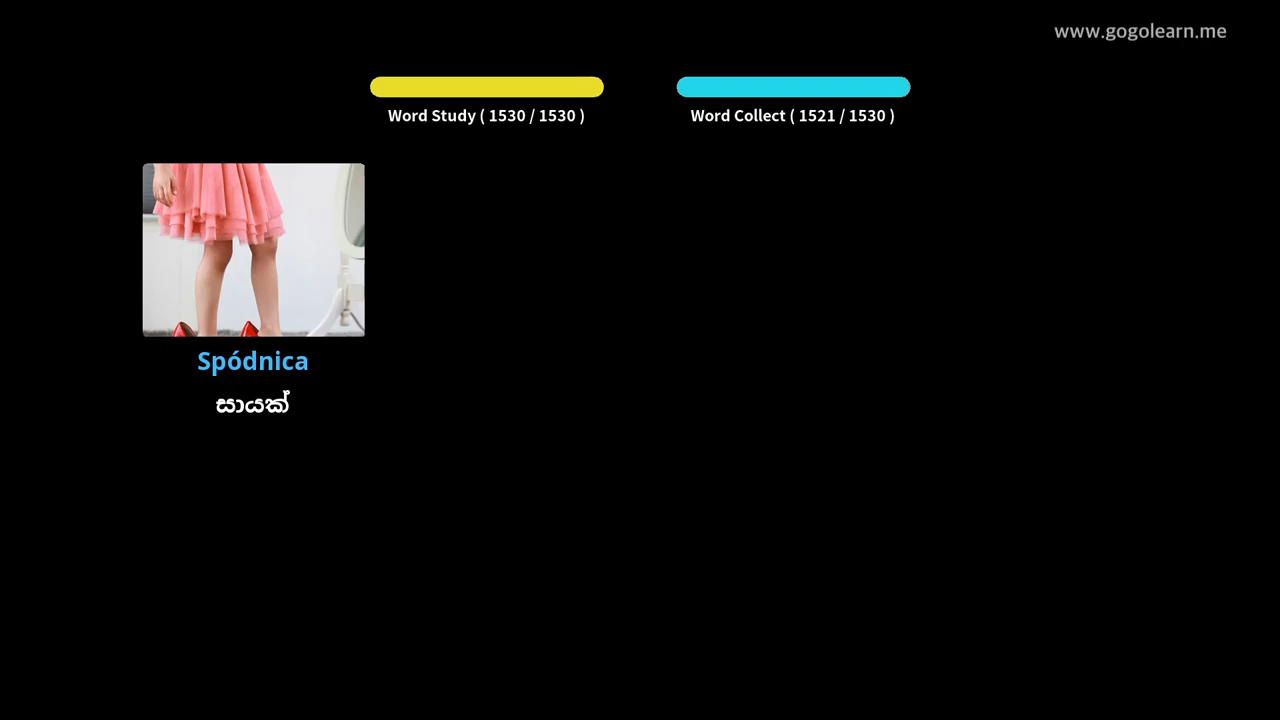 www.gogolearn.me
Word Study ( 1530 / 1530 )
Word Collect ( 1521 / 1530 )
Spódnica
සායක්